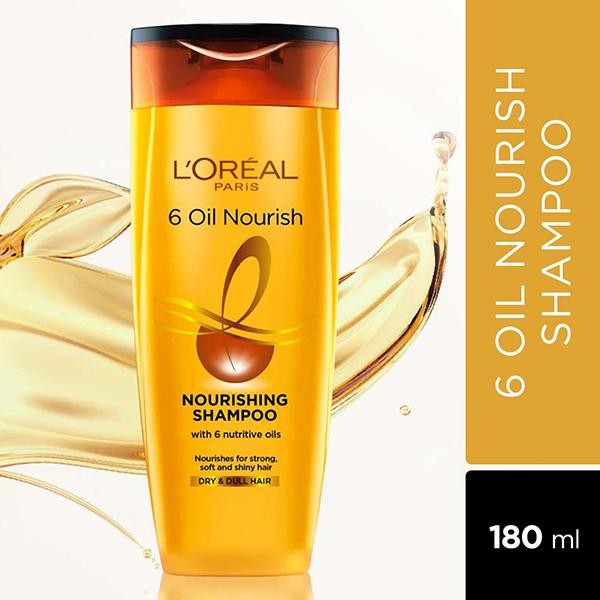 L'ORÉAL
PARIS
6 Oil Nourish
NOURISHING
SHAMPOO
with 6 nutritive oils
Nourishes for strong,
soft and shiny hair
DRY & DULL HAIR
6 OIL NOURISH
SHAMPOO
180 ml